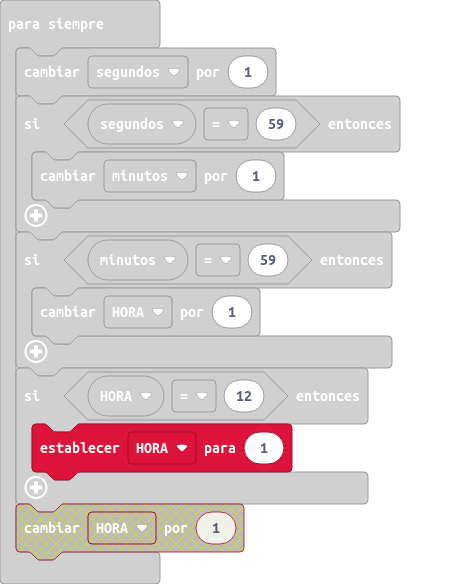 para siempre
cambiar segundos por 1
si segundos = 59 entonces
cambiar minutos por 1
si minutos = 59 entonces
cambiar HORA por 1
si HORA = 12 entonces
establecer HORA para 1
cambiar HORA por 1